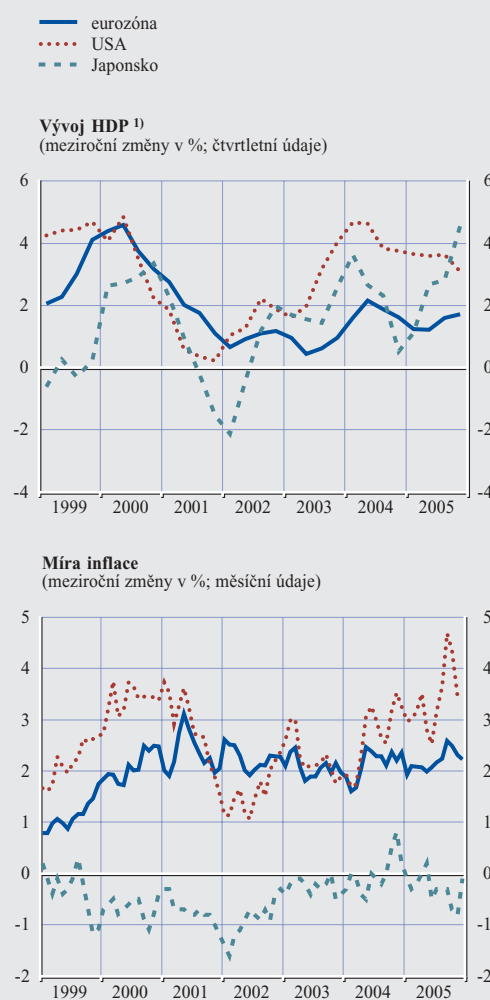 eurozóna
USA
Japonsko
Vývoj HDP 1)
(meziroční změny v %; čtvrtletní údaje)
6 6
4 4
2 2
0 0
-2 -2
-4 -4
1999 2000 2001 2002 2003 2004 2005
Míra inflace
(meziroční změny v %; měsíční údaje)
5 5
4 4
3 3
2 2
1 1
0 0
-1 -1
-2 -2
1999 2000 2001 2002 2003 2004 2005